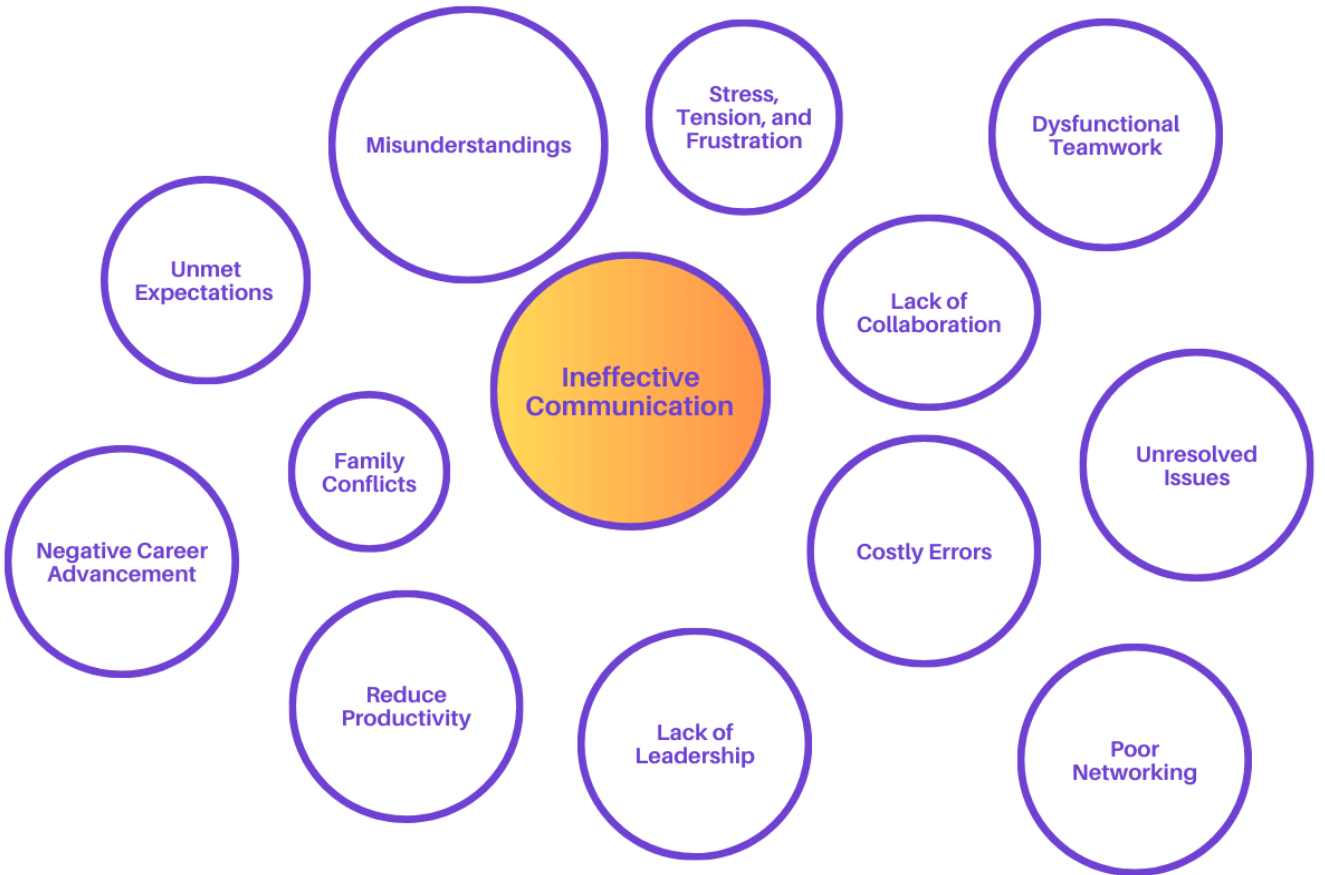 Misunderstandings
Stress,
Tension, and
Frustration
Dysfunctional
Teamwork
Unmet
Expectations
Lack of
Collaboration
Ineffective
Communication
Family
Conflicts
Unresolved
Issues
Negative Career
Advancement
Costly Errors
Reduce
Productivity
Lack of
Leadership
Poor
Networking